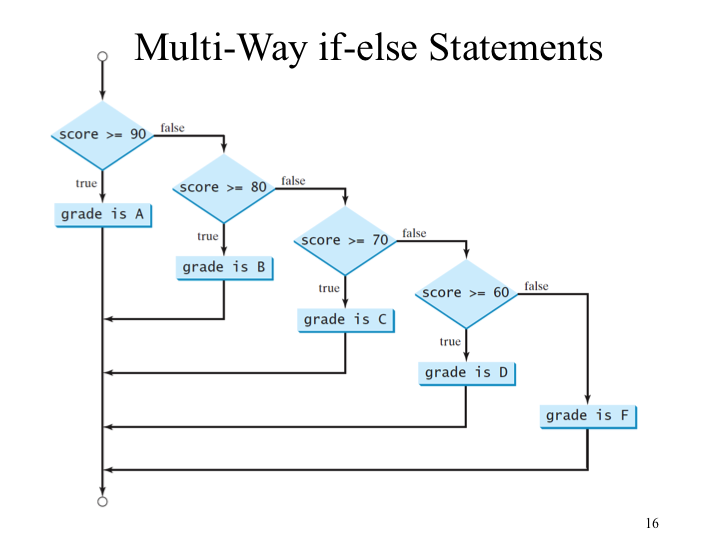 Multi-Way if-else Statements
score >= 90
false
true
grade is A
score >= 80
false
true
grade is B
score >= 70
false
true
grade is C
score >= 60
false
true
grade is D
grade is F
16